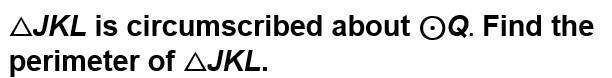 △JKL is circumscribed about ⊙Q. Find the
perimeter of △JKL.